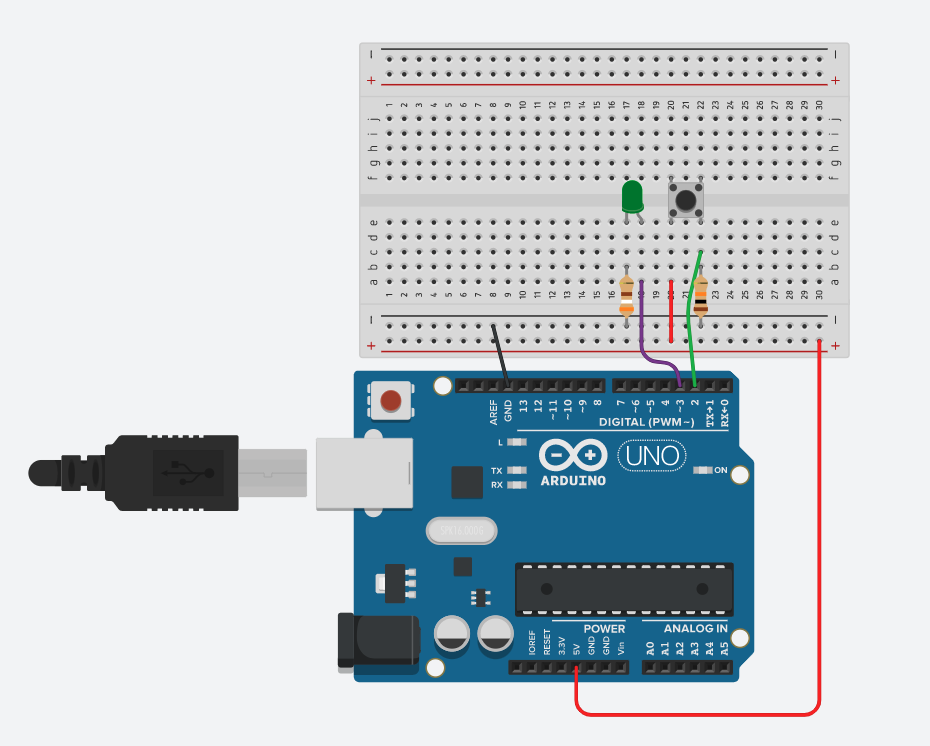 − −
+ +
1 2 3 4 5 6 7 8 9 10 11 12 13 14 15 16 17 18 19 20 21 22 23 24 25 26 27 28 29 30
j j
i i
h h
g g
f f
e e
d d
c c
b b
a a
1 2 3 4 5 6 7 8 9 10 11 12 13 14 15 16 17 18 19 20 21 22 23 24 25 26 27 28 29 30
− −
+ +
AREF GND 13 12 ~11 ~10 ~9 8 7 ~6 ~5 4 ~3 2 TX→1 RX←0
DIGITAL (PWM~)
L
TX
RX
ARDUINO
UNO
ON
POWER
ANALOG IN
IOREF RESET 3.3V 5V GND GND Vin A0 A1 A2 A3 A4 A5